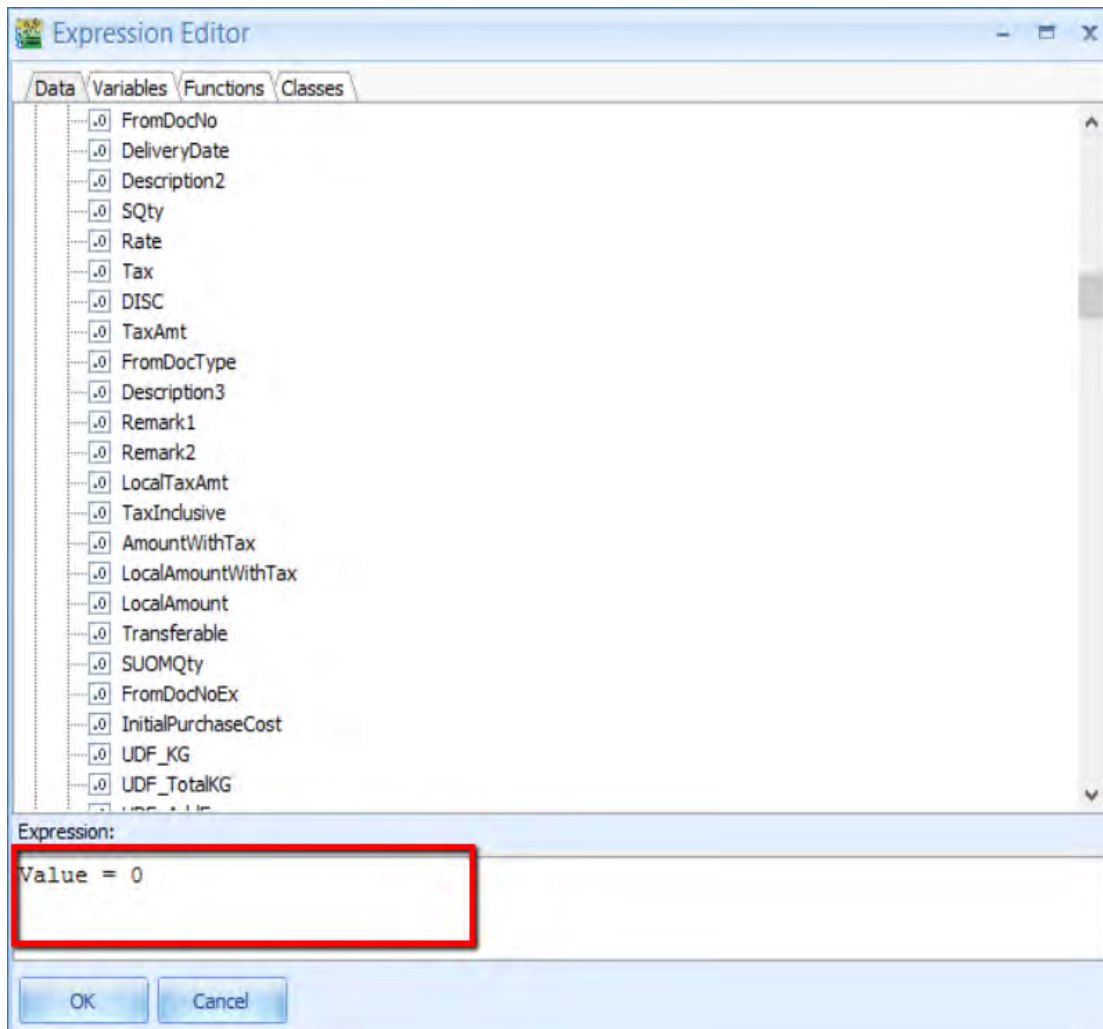 Expression Editor
Data Variables Functions Classes
FromDocNo
DeliveryDate
Description2
SQty
Rate
Tax
DISC
TaxAmt
FromDocType
Description3
Remark1
Remark2
LocalTaxAmt
TaxInclusive
AmountWithTax
LocalAmountWithTax
LocalAmount
Transferable
SUOMQty
FromDocNoEx
InitialPurchaseCost
UDF_KG
UDF_TotalKG
Expression:
Value = 0
OK Cancel